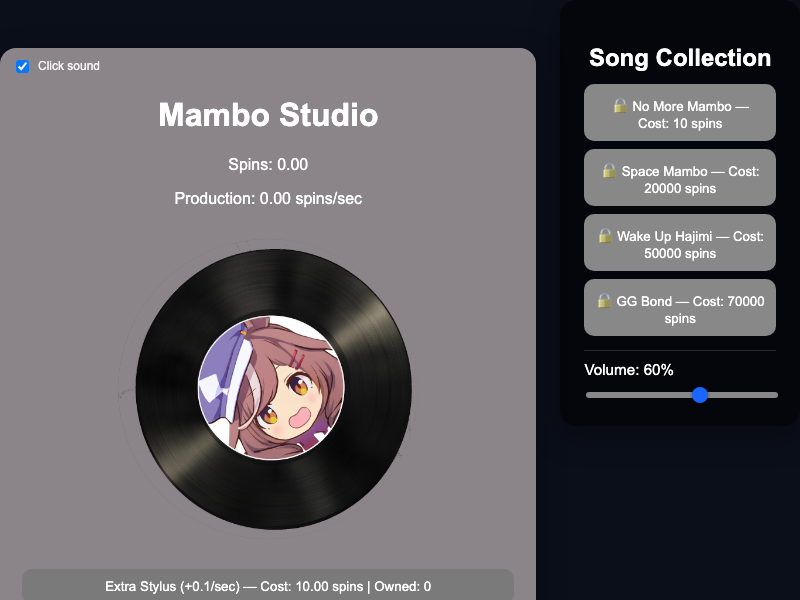 Click sound
Mambo Studio
Spins: 0.00
Production: 0.00 spins/sec
Extra Stylus (+0.1/sec) — Cost: 10.00 spins | Owned: 0
Song Collection
🔒 No More Mambo —
Cost: 10 spins
🔒 Space Mambo — Cost:
20000 spins
🔒 Wake Up Hajimi — Cost:
50000 spins
🔒 GG Bond — Cost: 70000
spins
Volume: 60%